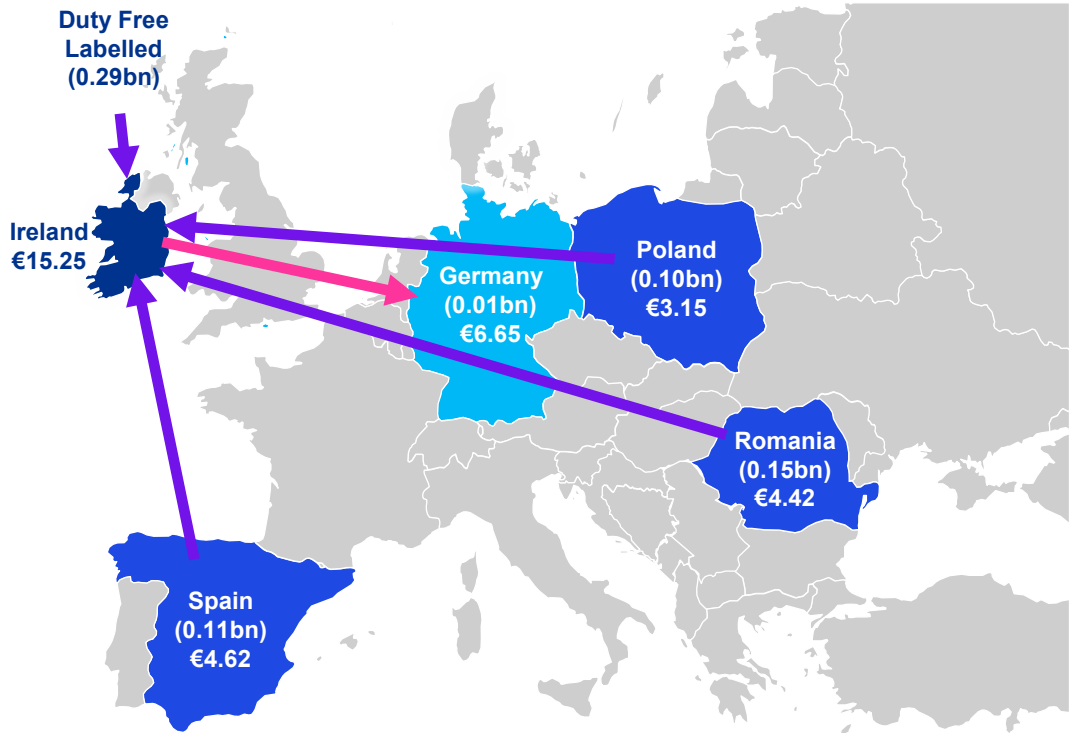 Duty Free
Labelled
(0.29bn)
Ireland
€15.25
Germany
(0.01bn)
€6.65
Poland
(0.10bn)
€3.15
Romania
(0.15bn)
€4.42
Spain
(0.11bn)
€4.62